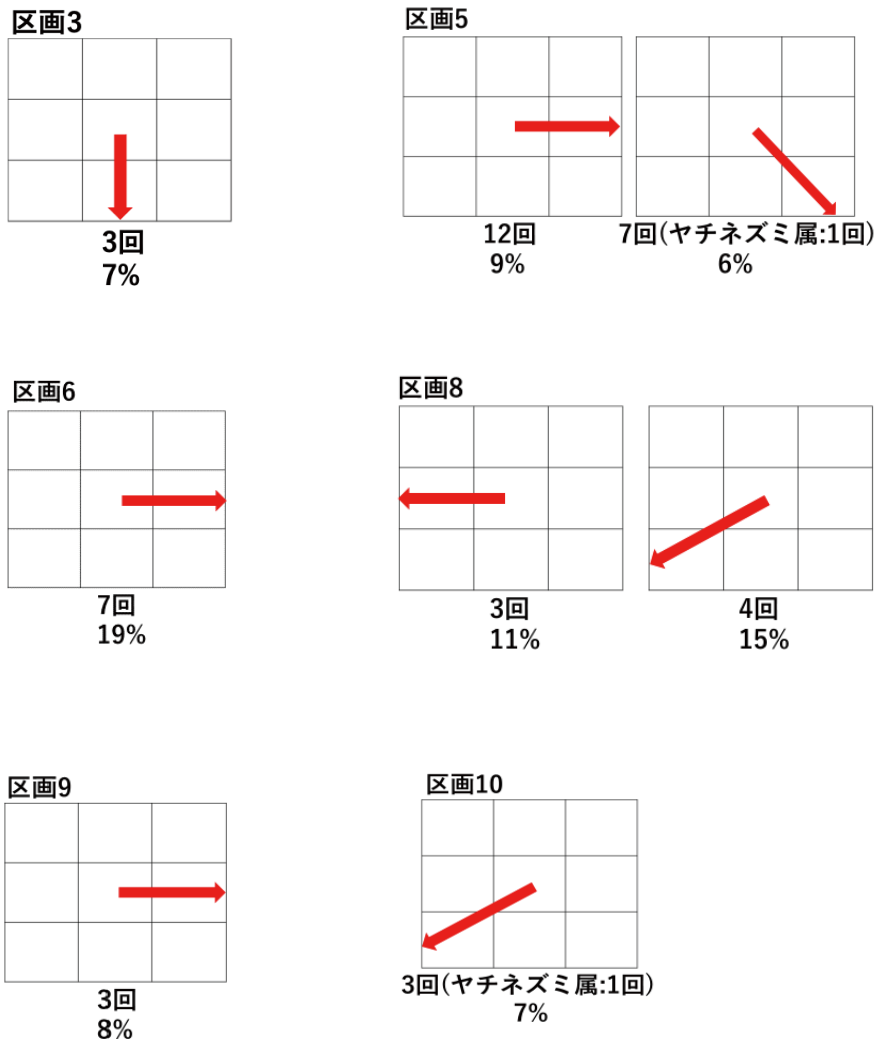 区画3
3回
7%
区画5
12回
9%
7回(ヤチネズミ属:1回)
6%
区画6
7回
19%
区画8
3回
11%
4回
15%
区画9
3回
8%
区画10
3回(ヤチネズミ属:1回)
7%